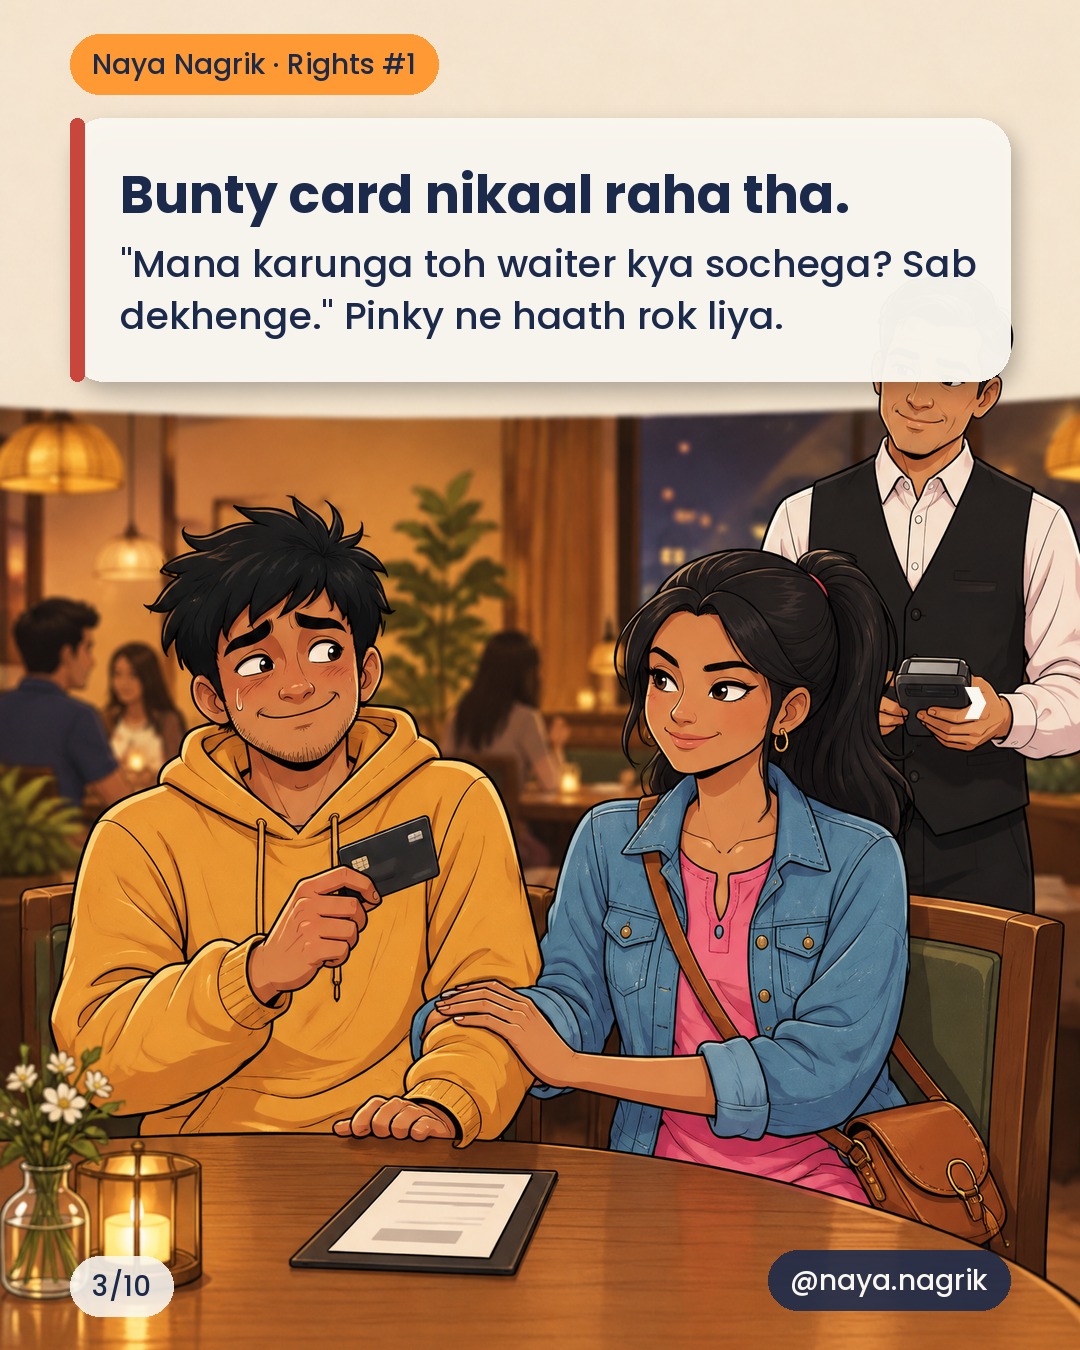 Naya Nagrik · Rights #1
Bunty card nikaal raha tha.
"Mana karunga toh waiter kya sochega? Sab
dekhenge." Pinky ne haath rok liya.
3/10
@naya.nagrik